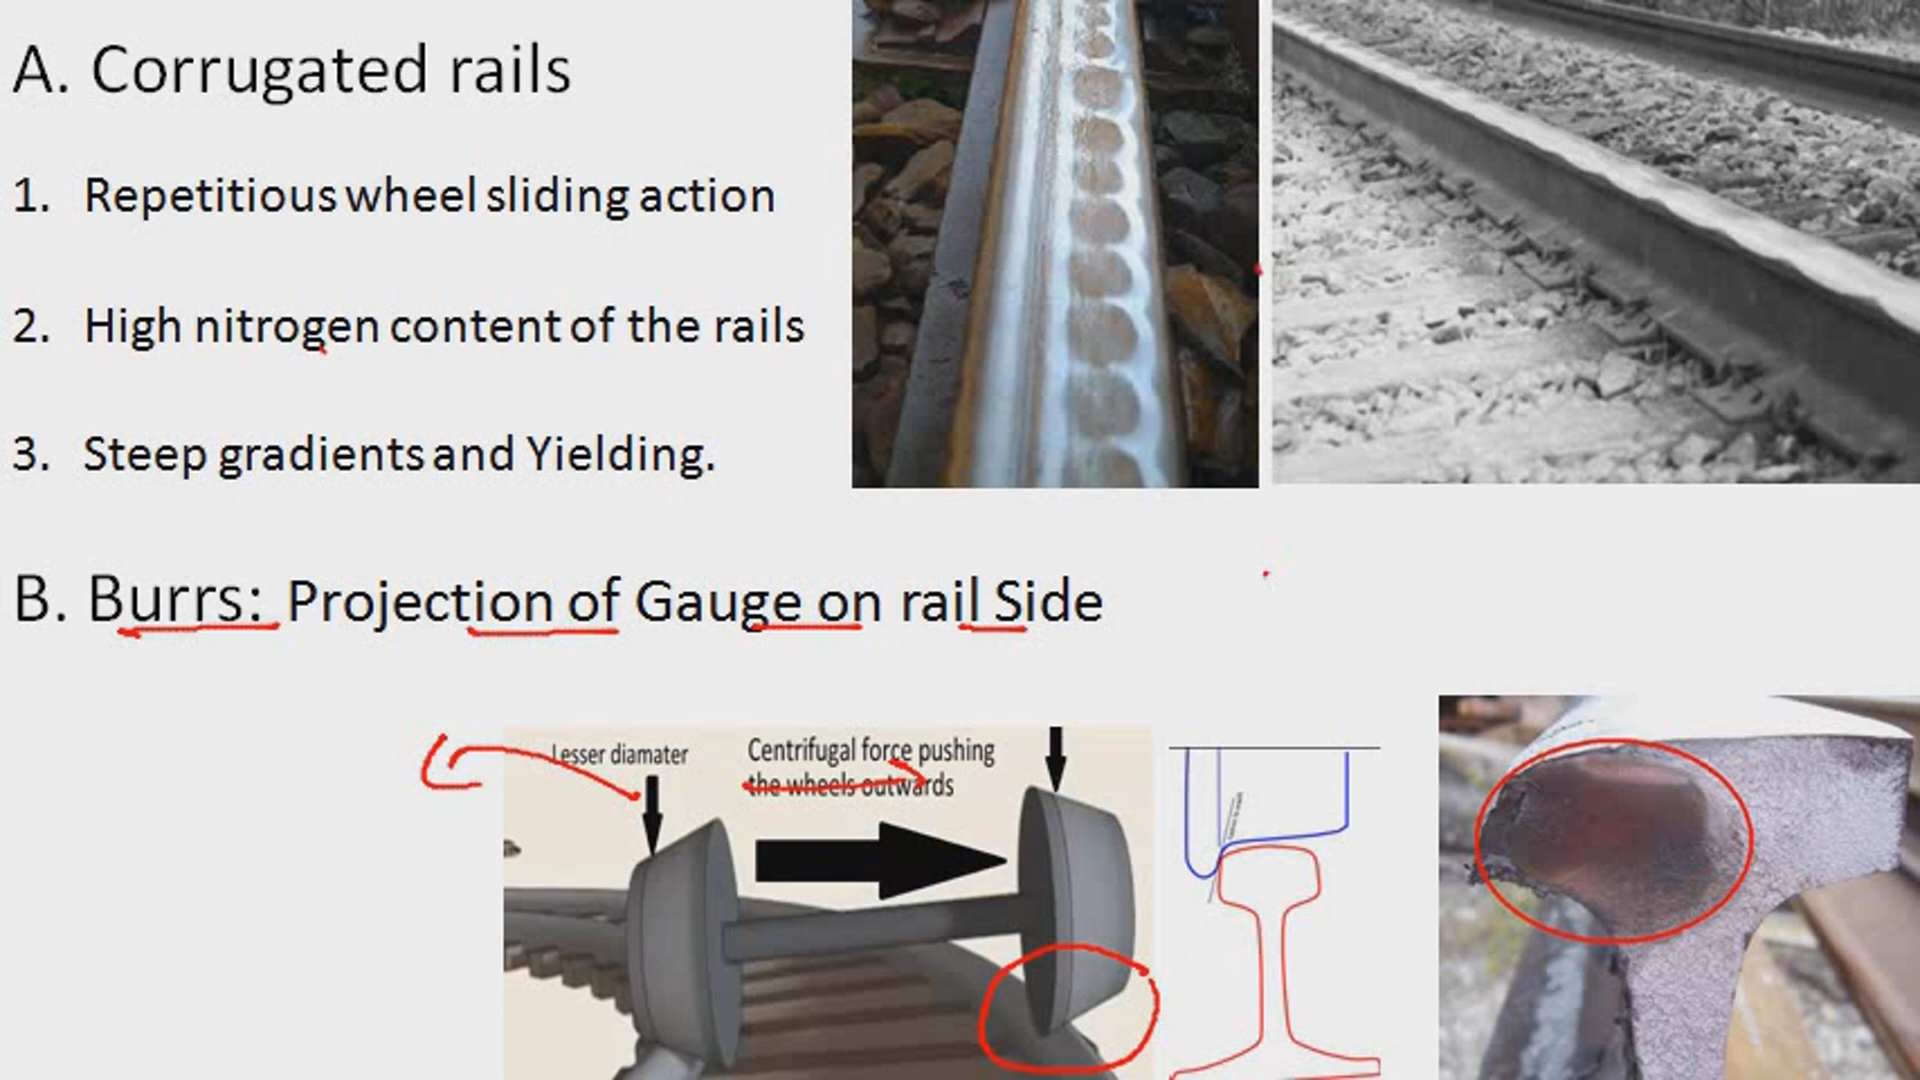 A. Corrugated rails
1. Repetitious wheel sliding action
2. High nitrogen content of the rails
3. Steep gradients and Yielding.
B. Burrs: Projection of Gauge on rail Side
Lesser diamater
Centrifugal force pushing
the wheels outwards